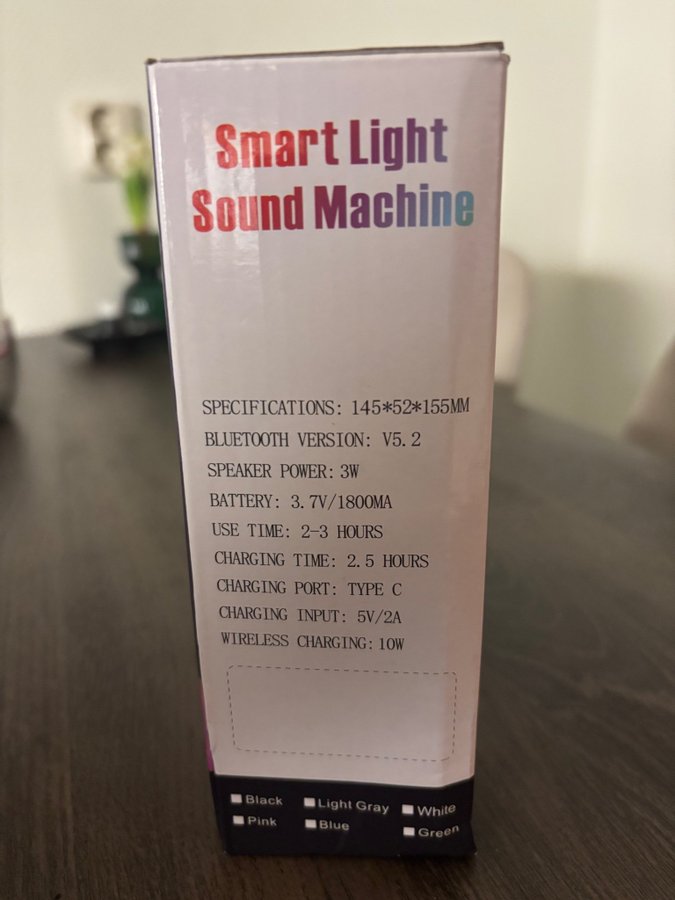 Smart Light
Sound Machine
SPECIFICATIONS: 145*52*155MM
BLUETOOTH VERSION: V5.2
SPEAKER POWER: 3W
BATTERY: 3.7V/1800MA
USE TIME: 2-3 HOURS
CHARGING TIME: 2.5 HOURS
CHARGING PORT: TYPE C
CHARGING INPUT: 5V/2A
WIRELESS CHARGING: 10W
Black Light Gray White
Pink Blue Green